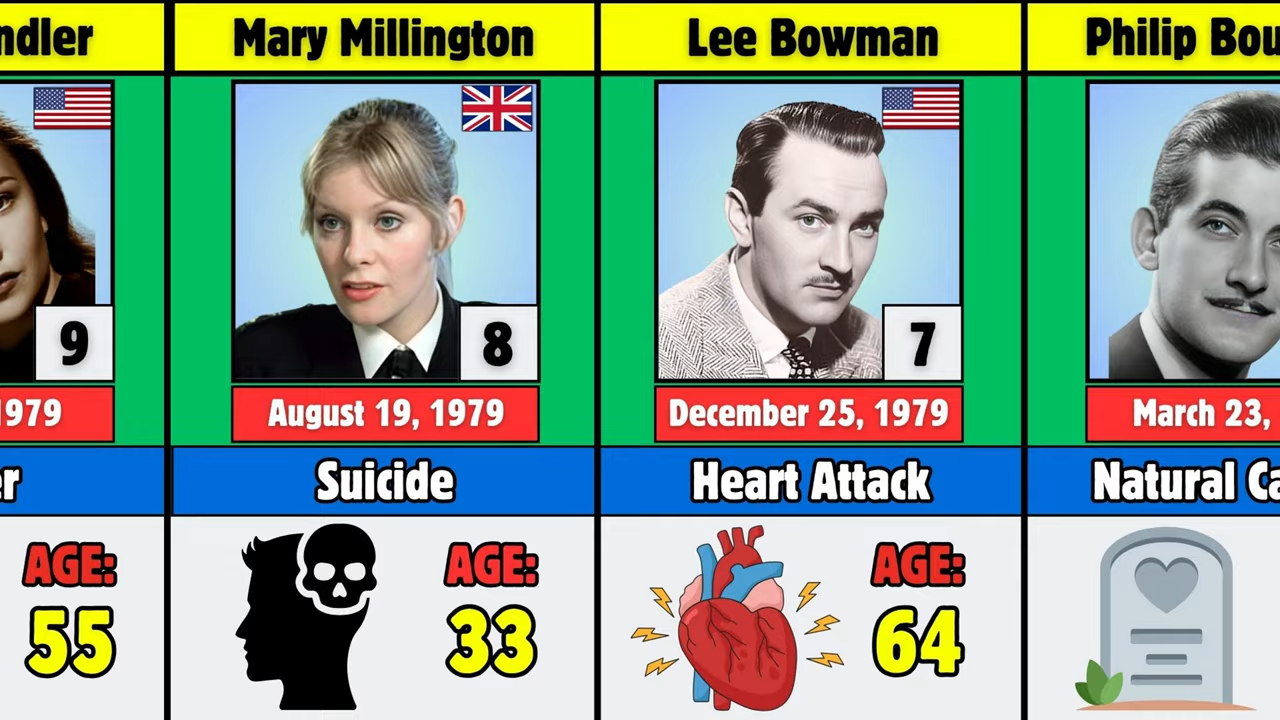 ndler
Mary Millington
Lee Bowman
Philip Bou
9
8
7
1979
August 19, 1979
December 25, 1979
March 23,
er
Suicide
Heart Attack
Natural Ca
AGE:
55
AGE:
33
AGE:
64